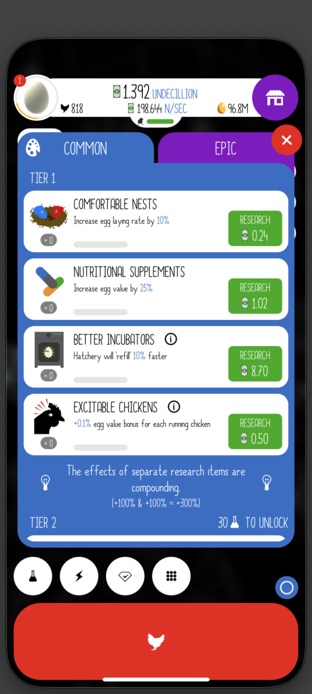 1
1.392 UNDECILLION
818
198.644 N/SEC
96.8M
COMMON
EPIC
TIER 1
COMFORTABLE NESTS
Increase egg laying rate by 10%
RESEARCH
0.24
0
NUTRITIONAL SUPPLEMENTS
Increase egg value by 25%
RESEARCH
1.02
0
BETTER INCUBATORS
Hatchery will refill 10% faster
RESEARCH
8.70
0
EXCITABLE CHICKENS
+0.1% egg value bonus for each running chicken
RESEARCH
0.50
0
The effects of separate research items are
compounding.
(+100% & +100% = +300%)
TIER 2
30 TO UNLOCK